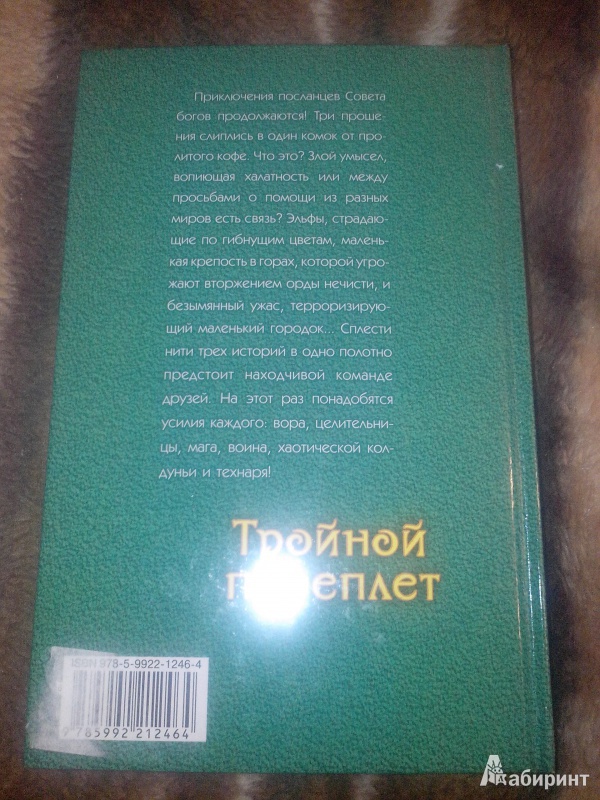 Приключения посланцев Совета
богов продолжаются! Три проше-
ния слиплись в один комок от про-
литого кофе. Что это? Злой умысел,
вопиющая халатность или между
просьбами о помощи из разных
миров есть связь? Эльфы, страдаю-
щие по гибнущим цветам, малень-
кая крепость в горах, которой угро-
жают вторжением орды нечисти, и
безымянный ужас, терроризирую-
щий маленький городок... Сплести
нити трех историй в одно полотно
предстоит находчивой команде
друзей. На этот раз понадобятся
усилия каждого: вора, целительни-
цы, мага, воина, хаотической кол-
дуньи и технаря!
Тройной
ISBN 978-5-9922-1246-4
9 785992 212464
Лабиринт